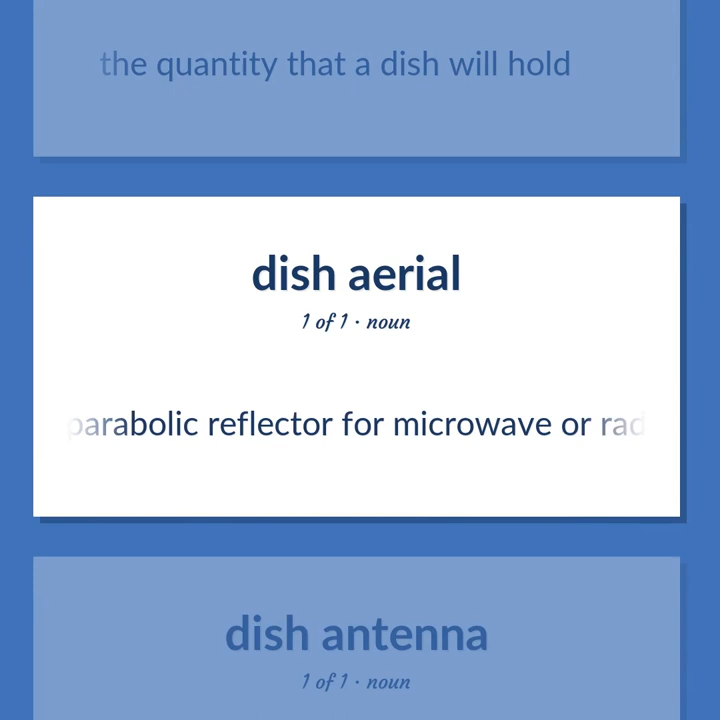 the quantity that a dish will hold
dish aerial
1 of 1 · noun
parabolic reflector for microwave or rad
dish antenna
1 of 1 · noun